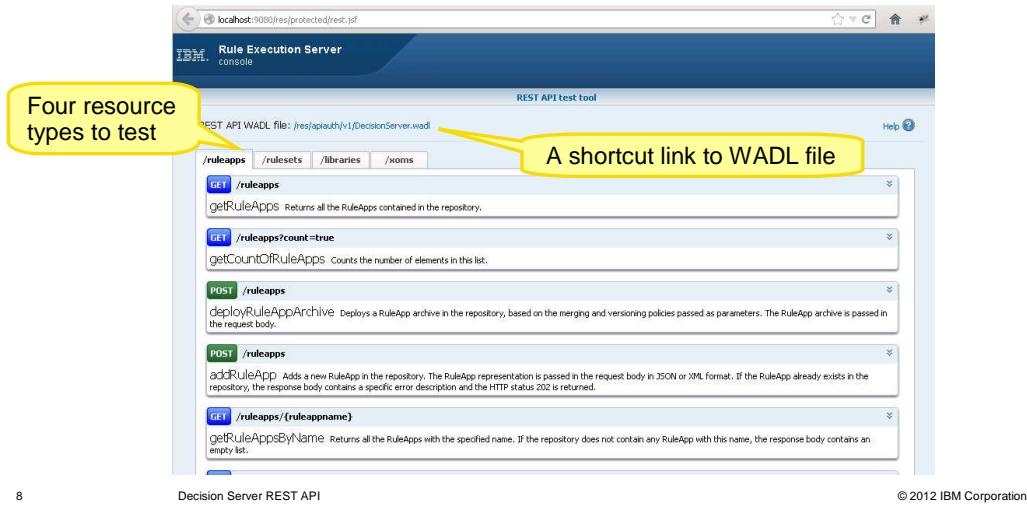 localhost:9080/res/protected/rest.jsf
IBM. Rule Execution Server
console
REST API test tool
Four resource
types to test
REST API WADL file: /res/apiauth/v1/DecisionServer.wadl
Help ?
A shortcut link to WADL file
/ruleapps /rulesets /libraries /xoms
GET /ruleapps
getRuleApps Returns all the RuleApps contained in the repository.
GET /ruleapps?count=true
getCountOfRuleApps Counts the number of elements in this list.
POST /ruleapps
deployRuleAppArchive Deploys a RuleApp archive in the repository, based on the merging and versioning policies passed as parameters. The RuleApp archive is passed in
the request body.
POST /ruleapps
addRuleApp Adds a new RuleApp in the repository. The RuleApp representation is passed in the request body in JSON or XML format. If the RuleApp already exists in the
repository, the response body contains a specific error description and the HTTP status 202 is returned.
GET /ruleapps/{ruleappname}
getRuleAppsByName Returns all the RuleApps with the specified name. If the repository does not contain any RuleApp with this name, the response body contains an
empty list.
8 Decision Server REST API © 2012 IBM Corporation